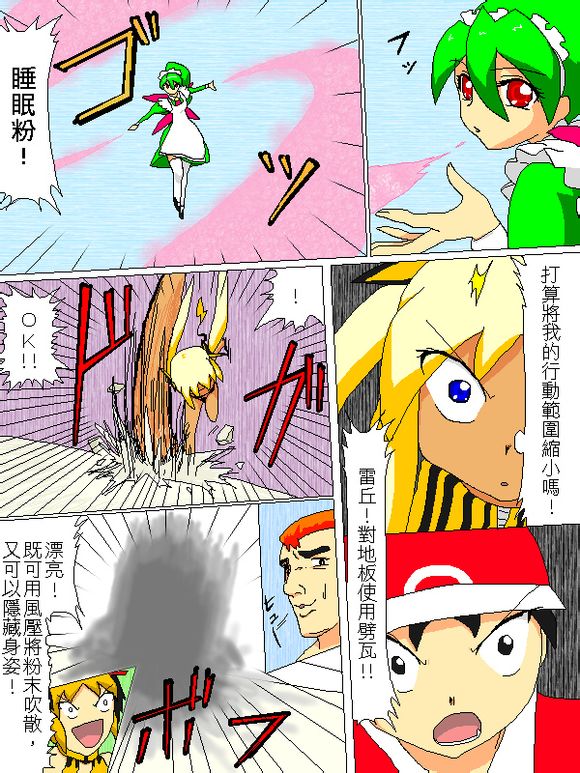 睡眠粉！
ゴッ
打算將我的行動範圍縮小嗎！
雷丘！對地板使用劈瓦！！
！
ＯＫ！！
ドガ
ヒュー
漂亮！
既可用風壓將粉末吹散，
又可以隱藏身姿！
ボフ